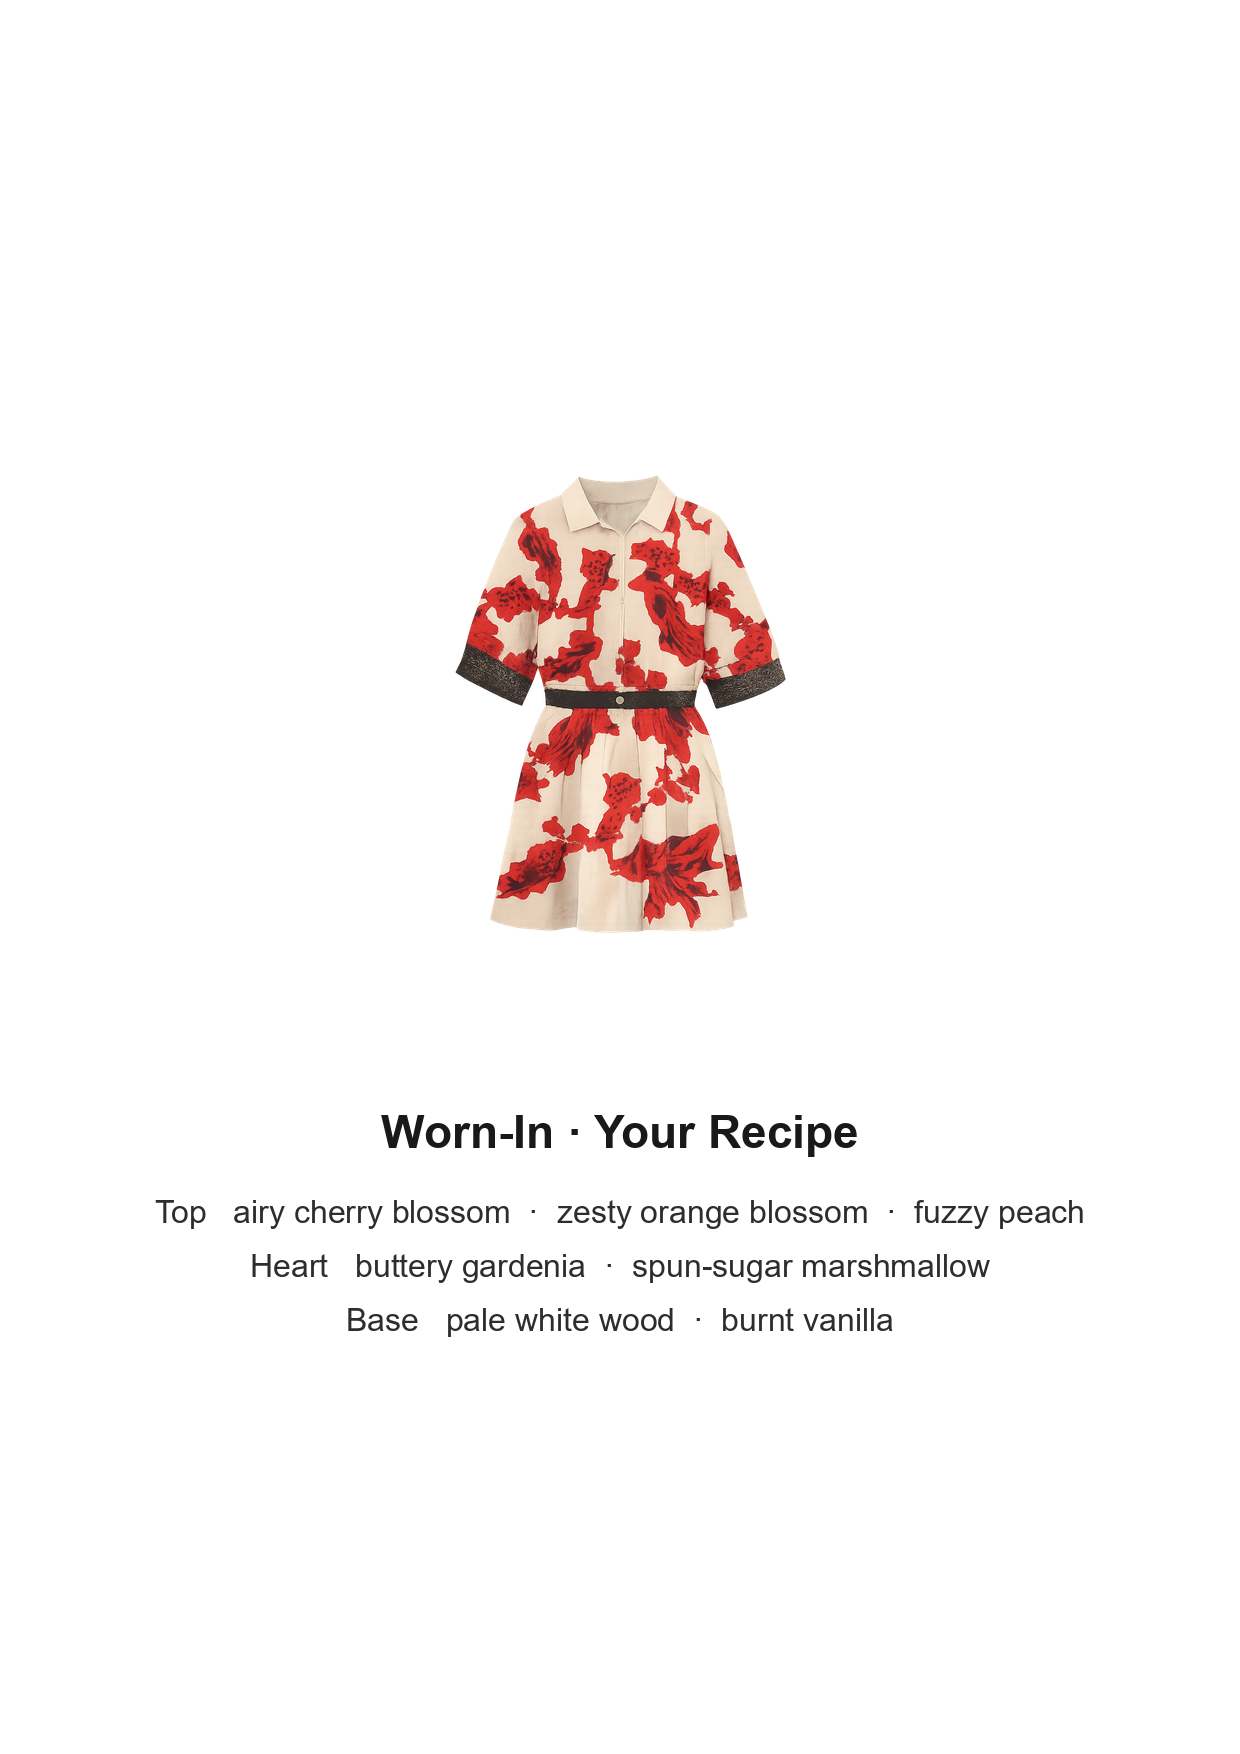 Worn-In · Your Recipe
Top airy cherry blossom · zesty orange blossom · fuzzy peach
Heart buttery gardenia · spun-sugar marshmallow
Base pale white wood · burnt vanilla